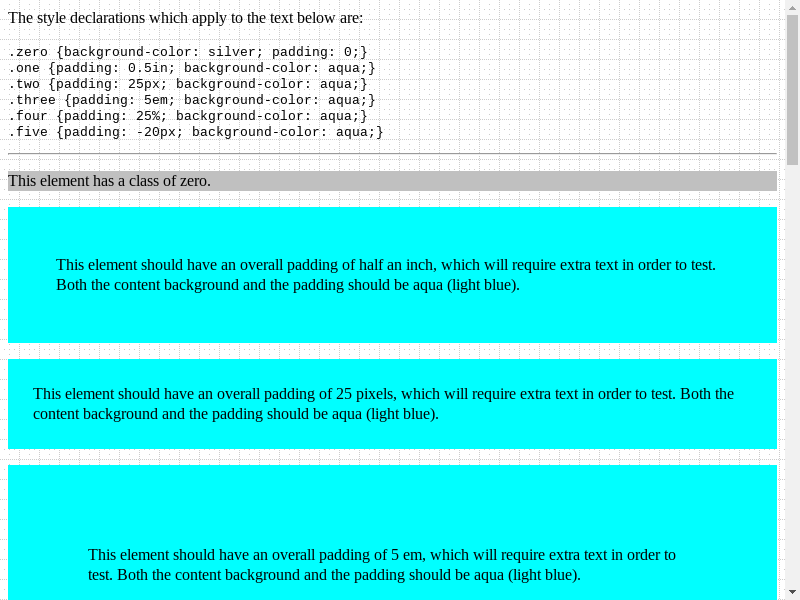 The style declarations which apply to the text below are:
.zero {background-color: silver; padding: 0;}
.one {padding: 0.5in; background-color: aqua;}
.two {padding: 25px; background-color: aqua;}
.three {padding: 5em; background-color: aqua;}
.four {padding: 25%; background-color: aqua;}
.five {padding: -20px; background-color: aqua;}
This element has a class of zero.
This element should have an overall padding of half an inch, which will require extra text in order to test.
Both the content background and the padding should be aqua (light blue).
This element should have an overall padding of 25 pixels, which will require extra text in order to test. Both the
content background and the padding should be aqua (light blue).
This element should have an overall padding of 5 em, which will require extra text in order to
test. Both the content background and the padding should be aqua (light blue).